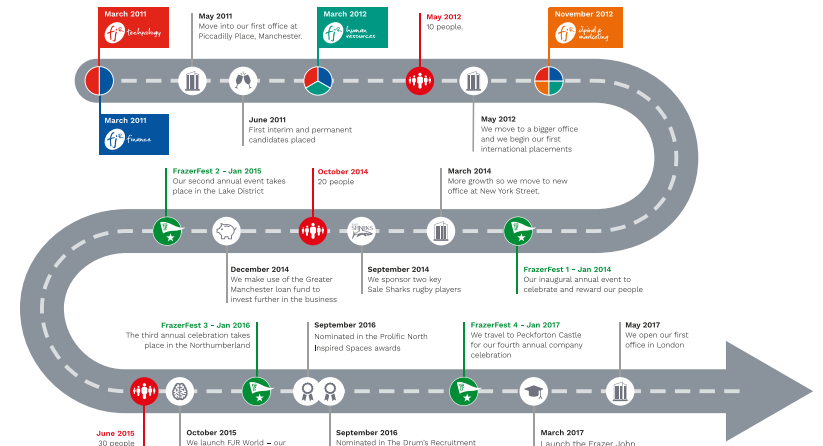 March 2011
fjr technology
May 2011
Move into our first office at
Piccadilly Place, Manchester.
March 2012
fjr human
resources
May 2012
10 people.
November 2012
fjr digital &
marketing
March 2011
fjr finance
June 2011
First interim and permanent
candidates placed
May 2012
We move to a bigger office
and we begin our first
international placements
FrazerFest 2 - Jan 2015
Our second annual event takes
place in the Lake District
October 2014
20 people
March 2014
More growth so we move to new
office at New York Street.
SHARKS
December 2014
We make use of the Greater
Manchester loan fund to
invest further in the business
September 2014
We sponsor two key
Sale Sharks rugby players
FrazerFest 1 - Jan 2014
Our inaugural annual event to
celebrate and reward our people
FrazerFest 3 - Jan 2016
The third annual celebration takes
place in the Northumberland
September 2016
Nominated in the Prolific North
Inspired Spaces awards
FrazerFest 4 - Jan 2017
We travel to Peckforton Castle
for our fourth annual company
celebration
May 2017
We open our first
office in London
June 2015
30 people
October 2015
We launch FJR World – our
September 2016
Nominated in The Drum's Recruitment
March 2017
Launch the Frazer John